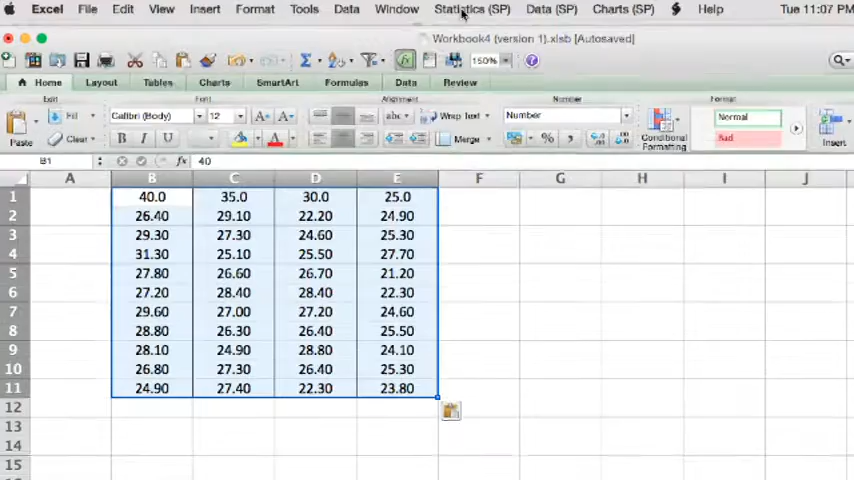 Excel File Edit View Insert Format Tools Data Window Statistics (SP) Data (SP) Charts (SP) Help Tue 11:07 PM
Workbook4 (version 1).xlsb [Autosaved]
150%
Home Layout Tables Charts SmartArt Formulas Data Review
Edit Font Alignment Number Format
Fill Calibri (Body) 12 abc Wrap Text Number Normal
Paste Clear B I U Merge % Conditional Formatting Bad Insert
B1 fx 40
A B C D E F G H I J
1 40.0 35.0 30.0 25.0
2 26.40 29.10 22.20 24.90
3 29.30 27.30 24.60 25.30
4 31.30 25.10 25.50 27.70
5 27.80 26.60 26.70 21.20
6 27.20 28.40 28.40 22.30
7 29.60 27.00 27.20 24.60
8 28.80 26.30 26.40 25.50
9 28.10 24.90 28.80 24.10
10 26.80 27.30 26.40 25.30
11 24.90 27.40 22.30 23.80
12
13
14
15